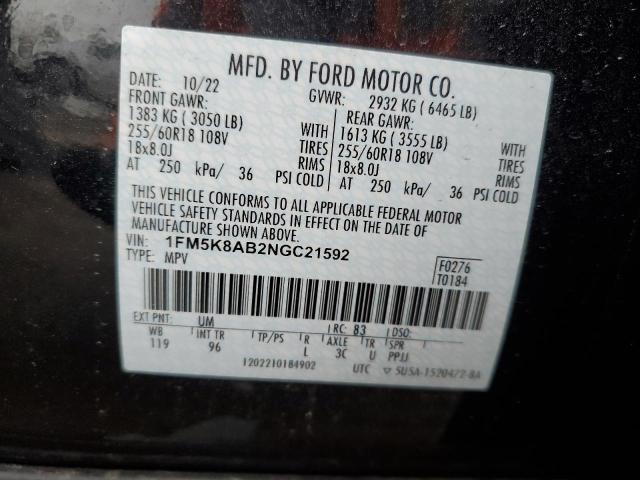 MFD. BY FORD MOTOR CO.
DATE: 10/22 GVWR: 2932 KG ( 6465 LB)
FRONT GAWR: REAR GAWR:
1383 KG ( 3050 LB) WITH 1613 KG ( 3555 LB) WITH
255/60R18 108V TIRES 255/60R18 108V TIRES
18x8.0J RIMS 18x8.0J RIMS
AT 250 kPa/ 36 PSI COLD AT 250 kPa/ 36 PSI COLD
THIS VEHICLE CONFORMS TO ALL APPLICABLE FEDERAL MOTOR
VEHICLE SAFETY STANDARDS IN EFFECT ON THE DATE OF
MANUFACTURE SHOWN ABOVE.
VIN: 1FM5K8AB2NGC21592
TYPE: MPV
F0276
T0184
EXT PNT: UM RC: 83 DSO:
WB INT TR TP/PS R AXLE TR SPR
119 96 L 3C U PPJJ
1202210184902 UTC ▽ 5USA-1520472-8A